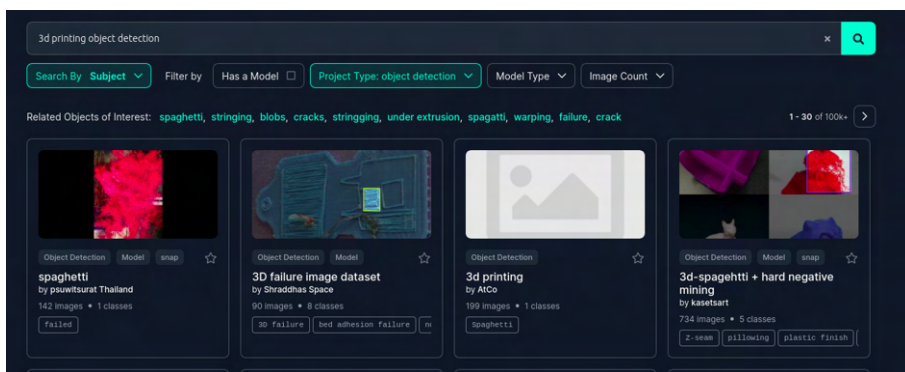 3d printing object detection ×
Search By Subject Filter by Has a Model Project Type: object detection Model Type Image Count
Related Objects of Interest: spaghetti, stringing, blobs, cracks, stringging, under extrusion, spagatti, warping, failure, crack 1 - 30 of 100k+
Object Detection Model snap
spaghetti
by psuwitsurat Thailand
142 images • 1 classes
failed
Object Detection Model
3D failure image dataset
by Shraddhas Space
90 images • 8 classes
3D failure bed adhesion failure
Object Detection
3d printing
by AtCo
199 images • 1 classes
Spaghetti
Object Detection Model snap
3d-spagehtti + hard negative
mining
by kasetsart
734 images • 5 classes
Z-seam pillowing plastic finish